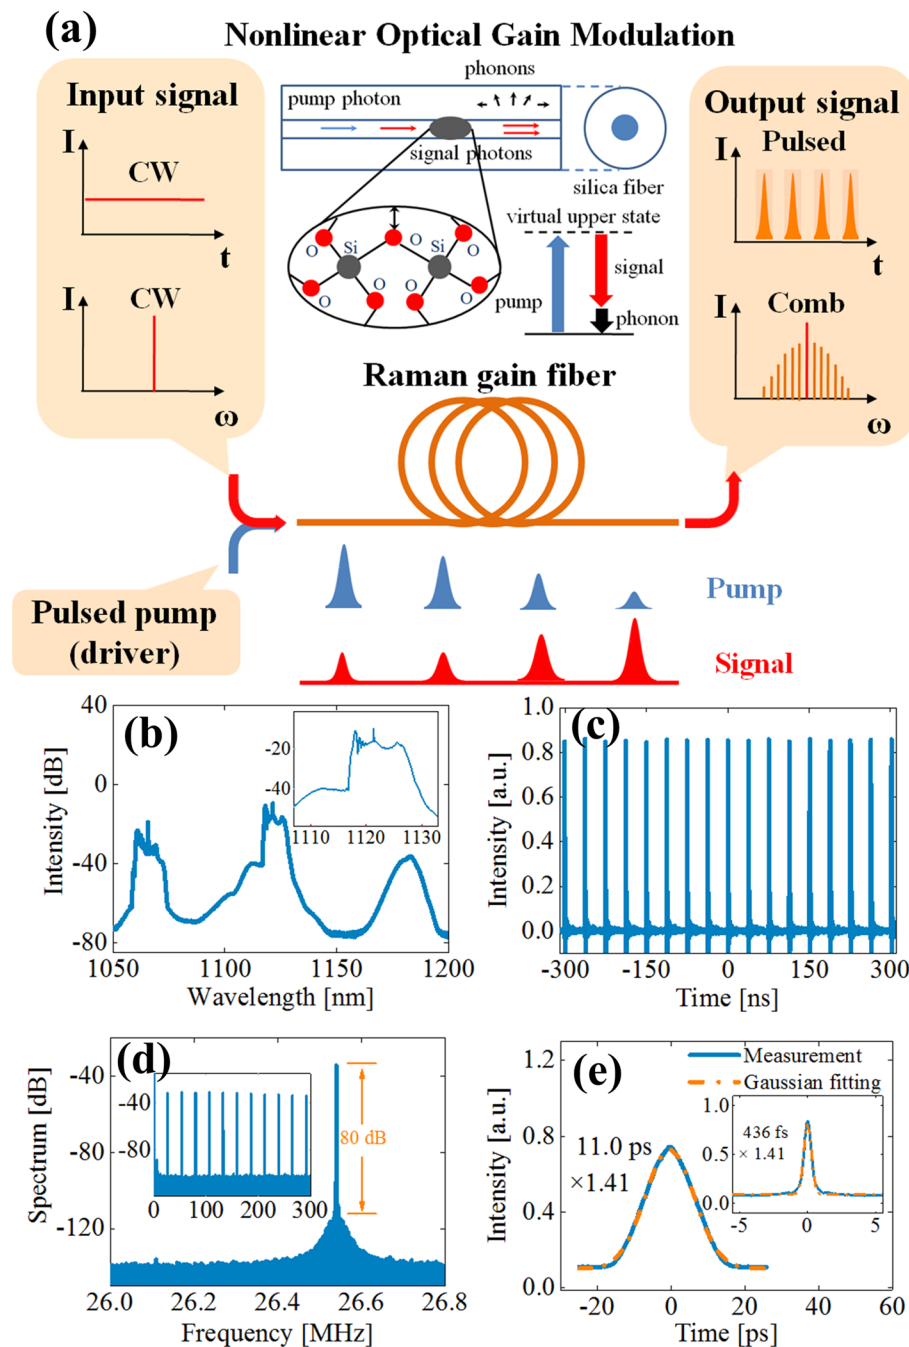 (a)
Nonlinear Optical Gain Modulation
Input signal
I
CW
t
I
CW
ω
phonons
pump photon
signal photons
silica fiber
virtual upper state
Si
Si
O
O
O
O
O
O
O
signal
pump
phonon
Output signal
Pulsed
I
t
Comb
I
ω
Raman gain fiber
Pulsed pump
(driver)
Pump
Signal
(b)
Intensity [dB]
40
0
-40
-80
1050
1100
1150
1200
Wavelength [nm]
-20
-40
1110
1120
1130
(c)
Intensity [a.u.]
1.0
0.8
0.6
0.4
0.2
0.0
-300
-150
0
150
300
Time [ns]
(d)
Spectrum [dB]
-40
-80
-120
26.0
26.2
26.4
26.6
26.8
Frequency [MHz]
80 dB
-40
-80
0
100
200
300
(e)
Intensity [a.u.]
1.2
0.8
0.4
0.0
-20
0
20
40
60
Time [ps]
Measurement
Gaussian fitting
11.0 ps
×1.41
436 fs
× 1.41
1.0
0.5
0.0
-5
0
5